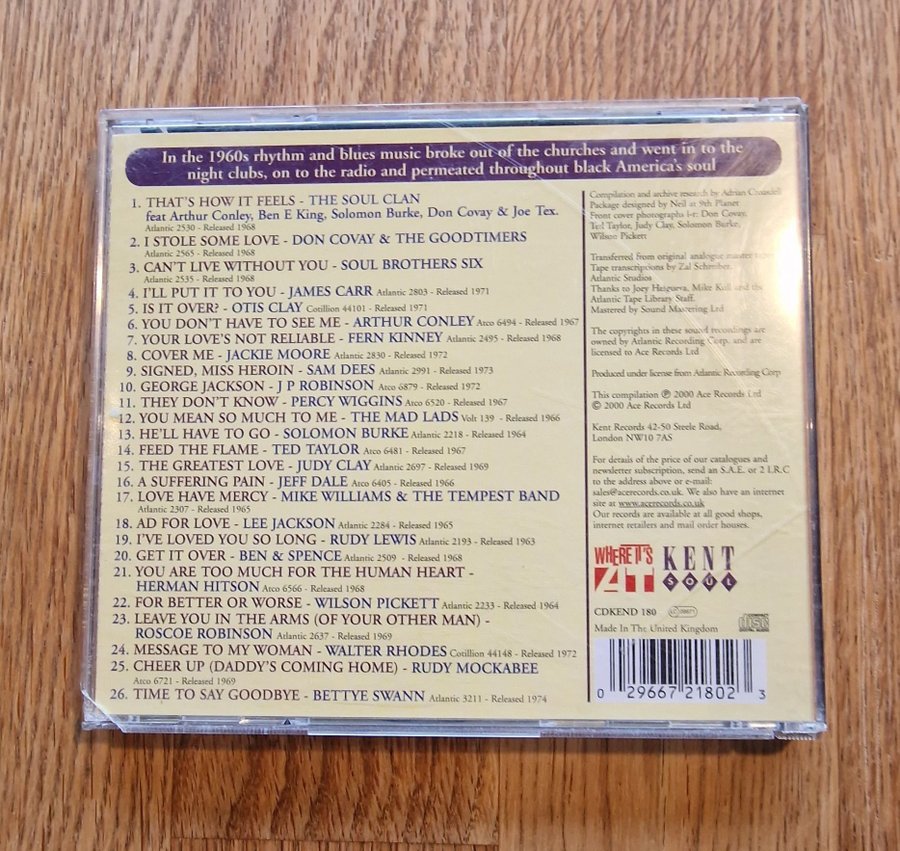 In the 1960s rhythm and blues music broke out of the churches and went in to the
night clubs, on to the radio and permeated throughout black America's soul
1. THAT'S HOW IT FEELS - THE SOUL CLAN
feat Arthur Conley, Ben E King, Solomon Burke, Don Covay & Joe Tex.
Atlantic 2530 - Released 1968
2. I STOLE SOME LOVE - DON COVAY & THE GOODTIMERS
Atlantic 2565 - Released 1968
3. CAN'T LIVE WITHOUT YOU - SOUL BROTHERS SIX
Atlantic 2535 - Released 1968
4. I'LL PUT IT TO YOU - JAMES CARR Atlantic 2803 - Released 1971
5. IS IT OVER? - OTIS CLAY Cotillion 44101 - Released 1971
6. YOU DON'T HAVE TO SEE ME - ARTHUR CONLEY Atco 6494 - Released 1967
7. YOUR LOVE'S NOT RELIABLE - FERN KINNEY Atlantic 2495 - Released 1968
8. COVER ME - JACKIE MOORE Atlantic 2830 - Released 1972
9. SIGNED, MISS HEROIN - SAM DEES Atlantic 2991 - Released 1973
10. GEORGE JACKSON - J P ROBINSON Atco 6879 - Released 1972
11. THEY DON'T KNOW - PERCY WIGGINS Atco 6520 - Released 1967
12. YOU MEAN SO MUCH TO ME - THE MAD LADS Volt 139 - Released 1966
13. HE'LL HAVE TO GO - SOLOMON BURKE Atlantic 2218 - Released 1964
14. FEED THE FLAME - TED TAYLOR Atco 6481 - Released 1967
15. THE GREATEST LOVE - JUDY CLAY Atlantic 2697 - Released 1969
16. A SUFFERING PAIN - JEFF DALE Atco 6405 - Released 1966
17. LOVE HAVE MERCY - MIKE WILLIAMS & THE TEMPEST BAND
Atlantic 2307 - Released 1965
18. AD FOR LOVE - LEE JACKSON Atlantic 2284 - Released 1965
19. I'VE LOVED YOU SO LONG - RUDY LEWIS Atlantic 2193 - Released 1963
20. GET IT OVER - BEN & SPENCE Atlantic 2509 - Released 1968
21. YOU ARE TOO MUCH FOR THE HUMAN HEART -
HERMAN HITSON Atco 6566 - Released 1968
22. FOR BETTER OR WORSE - WILSON PICKETT Atlantic 2233 - Released 1964
23. LEAVE YOU IN THE ARMS (OF YOUR OTHER MAN) -
ROSCOE ROBINSON Atlantic 2637 - Released 1969
24. MESSAGE TO MY WOMAN - WALTER RHODES Cotillion 44148 - Released 1972
25. CHEER UP (DADDY'S COMING HOME) - RUDY MOCKABEE
Atco 6721 - Released 1969
26. TIME TO SAY GOODBYE - BETTYE SWANN Atlantic 3211 - Released 1974
Compilation and archive research by Adrian Croasdell
Package designed by Neil at 9th Planet
Front cover photographs l-r: Don Covay,
Ted Taylor, Judy Clay, Solomon Burke,
Wilson Pickett
Transferred from original analogue master tapes
Tape transcriptions by Zal Schreiber,
Atlantic Studios
Thanks to Joey Helgueva, Mike Kull and the
Atlantic Tape Library Staff.
Mastered by Sound Mastering Ltd
The copyrights in these sound recordings are
owned by Atlantic Recording Corp. and are
licensed to Ace Records Ltd
Produced under license from Atlantic Recording Corp
This compilation ℗ 2000 Ace Records Ltd
© 2000 Ace Records Ltd
Kent Records 42-50 Steele Road,
London NW10 7AS
For details of the price of our catalogues and
newsletter subscription, send an S.A.E. or 2 I.R.C
to the address above or e-mail:
sales@acerecords.co.uk. We also have an internet
site at www.acerecords.co.uk
Our records are available at all good shops,
internet retailers and mail order houses.
WHERE IT'S AT
KENT
SOUL
CDKEND 180
Made In The United Kingdom
COMPACT disc DIGITAL AUDIO
0 29667 21802 3